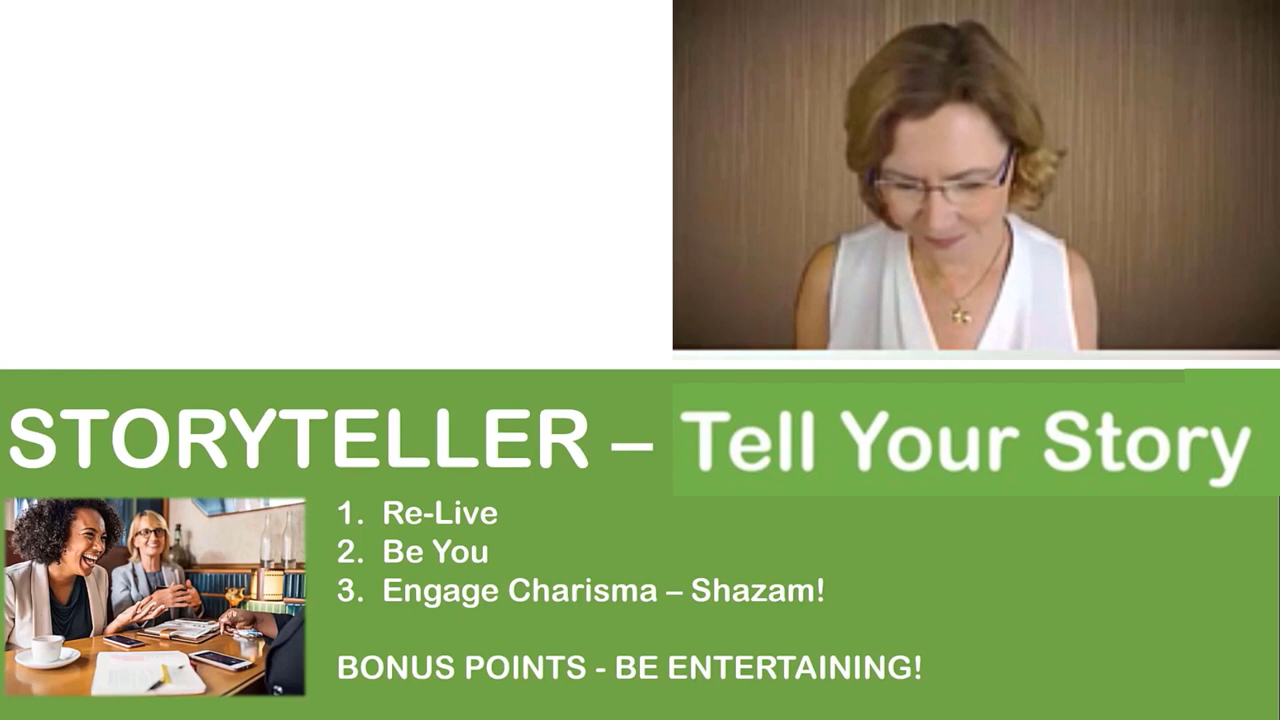 STORYTELLER – Tell Your Story
1. Re-Live
2. Be You
3. Engage Charisma – Shazam!
BONUS POINTS - BE ENTERTAINING!